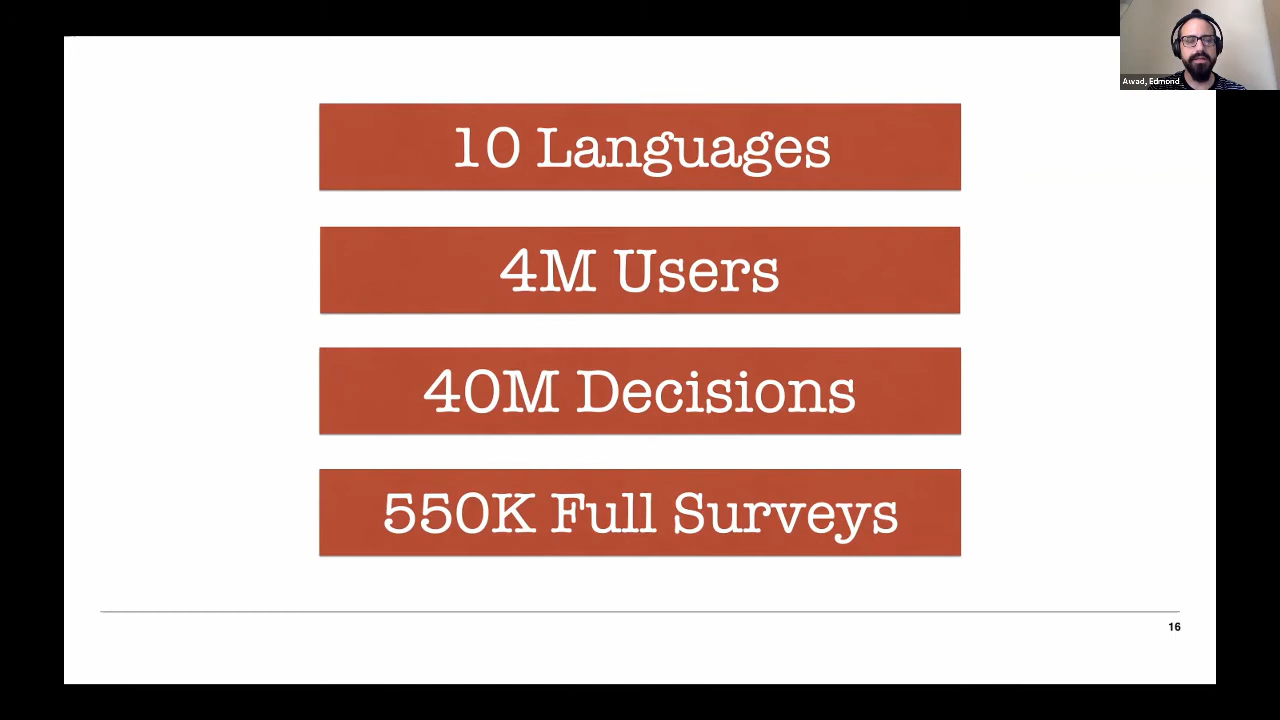 Awad, Edmond
10 Languages
4M Users
40M Decisions
550K Full Surveys
16